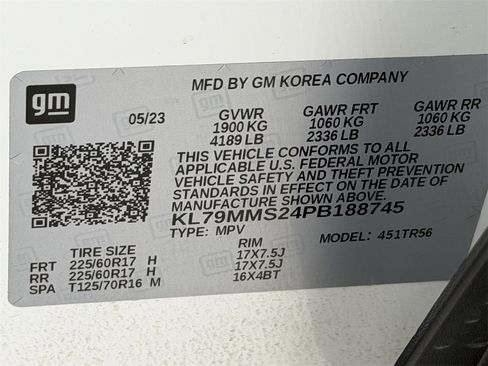 MFD BY GM KOREA COMPANY
gm
05/23
GVWR GAWR FRT GAWR RR
1900 KG 1060 KG 1060 KG
4189 LB 2336 LB 2336 LB
THIS VEHICLE CONFORMS TO ALL
APPLICABLE U.S. FEDERAL MOTOR
VEHICLE SAFETY AND THEFT PREVENTION
STANDARDS IN EFFECT ON THE DATE OF
MANUFACTURE SHOWN ABOVE.
KL79MMS24PB188745
TYPE: MPV MODEL: 451TR56
TIRE SIZE RIM
FRT 225/60R17 H 17X7.5J
RR 225/60R17 H 17X7.5J
SPA T125/70R16 M 16X4BT